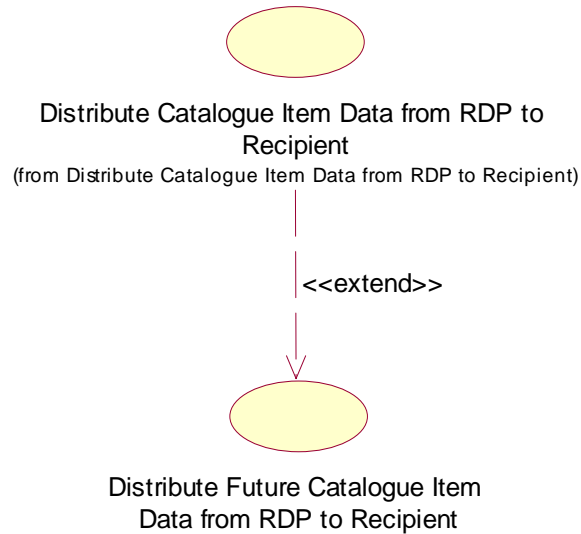 Distribute Catalogue Item Data from RDP to
Recipient
(from Distribute Catalogue Item Data from RDP to Recipient)
<<extend>>
Distribute Future Catalogue Item
Data from RDP to Recipient